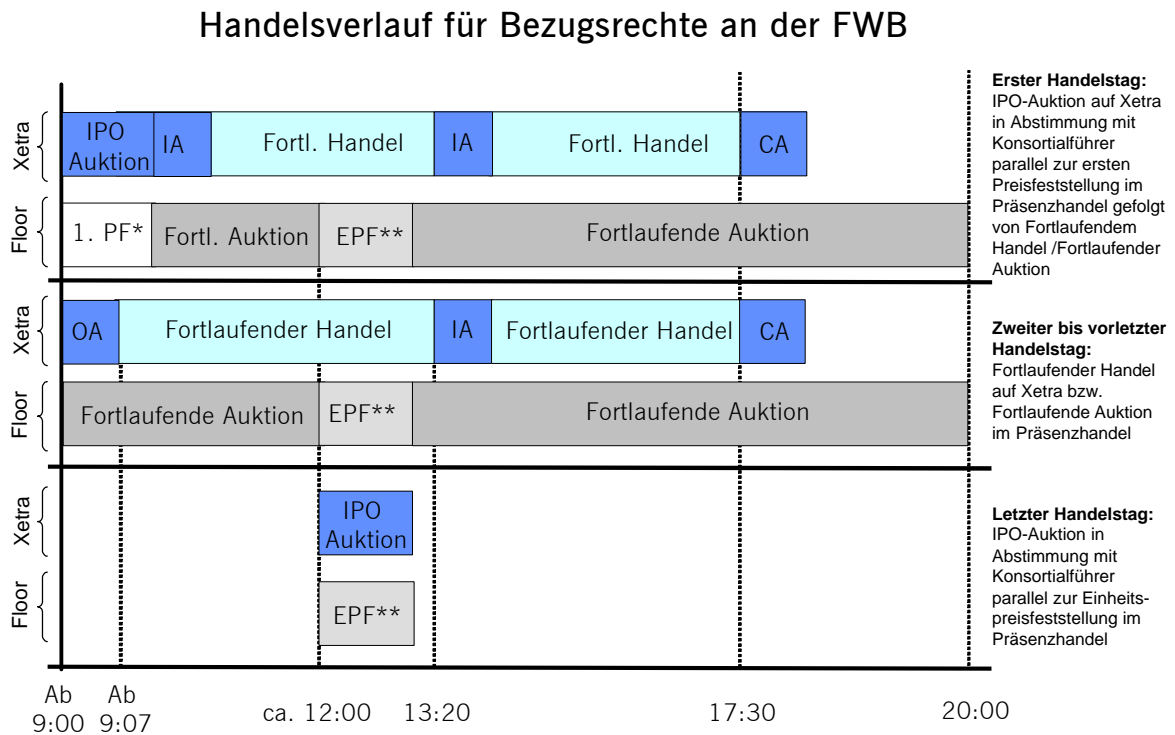 Handelsverlauf für Bezugsrechte an der FWB
Xetra
IPO
Auktion
IA
Fortl. Handel
IA
Fortl. Handel
CA
Floor
1. PF*
Fortl. Auktion
EPF**
Fortlaufende Auktion
Erster Handelstag:
IPO-Auktion auf Xetra
in Abstimmung mit
Konsortialführer
parallel zur ersten
Preisfeststellung im
Präsenzhandel gefolgt
von Fortlaufendem
Handel /Fortlaufender
Auktion
Xetra
OA
Fortlaufender Handel
IA
Fortlaufender Handel
CA
Floor
Fortlaufende Auktion
EPF**
Fortlaufende Auktion
Zweiter bis vorletzter
Handelstag:
Fortlaufender Handel
auf Xetra bzw.
Fortlaufende Auktion
im Präsenzhandel
Xetra
IPO
Auktion
Floor
EPF**
Letzter Handelstag:
IPO-Auktion in
Abstimmung mit
Konsortialführer
parallel zur Einheits-
preisfeststellung im
Präsenzhandel
Ab
9:00
Ab
9:07
ca. 12:00
13:20
17:30
20:00